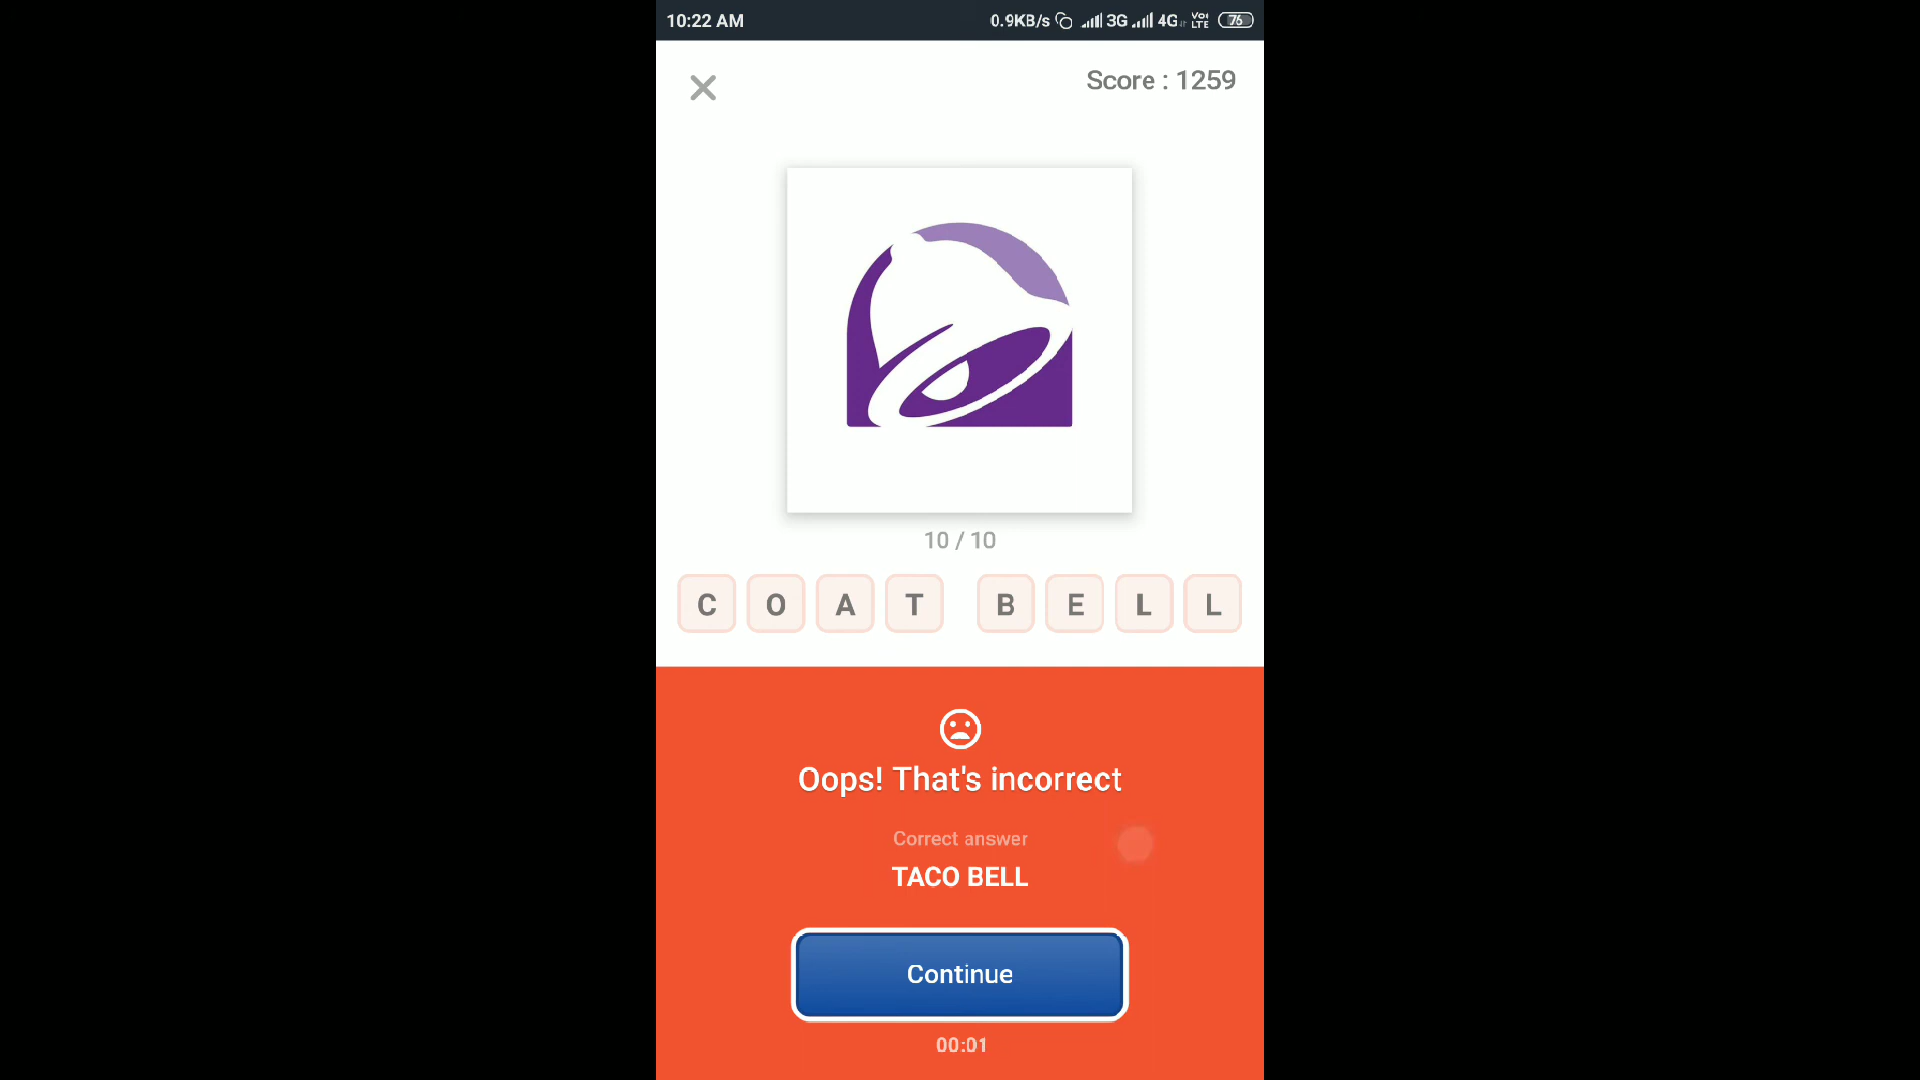 10:22 AM
0.9KB/s 3G 4G Vo LTE 76
Score : 1259
10 / 10
C O A T B E L L
Oops! That's incorrect
Correct answer
TACO BELL
Continue
00:01